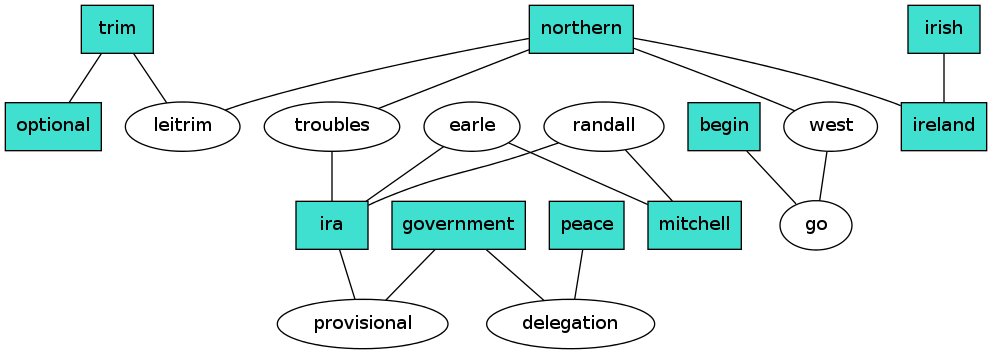 trim
northern
irish
optional
leitrim
troubles
earle
randall
begin
west
ireland
ira
government
peace
mitchell
go
provisional
delegation